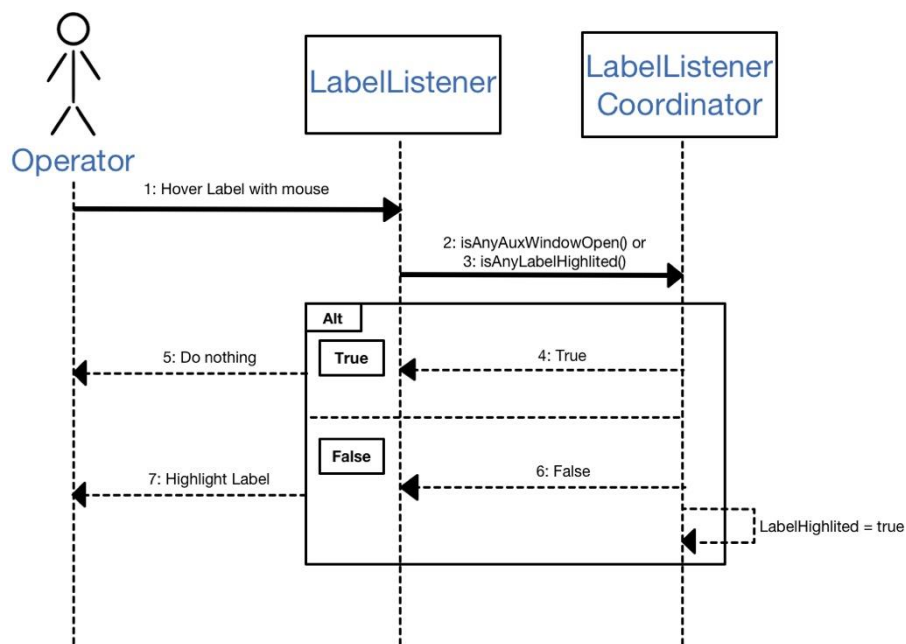 Operator
LabelListener
LabelListener
Coordinator
1: Hover Label with mouse
2: isAnyAuxWindowOpen() or
3: isAnyLabelHighlited()
Alt
True
4: True
5: Do nothing
False
6: False
7: Highlight Label
LabelHighlited = true